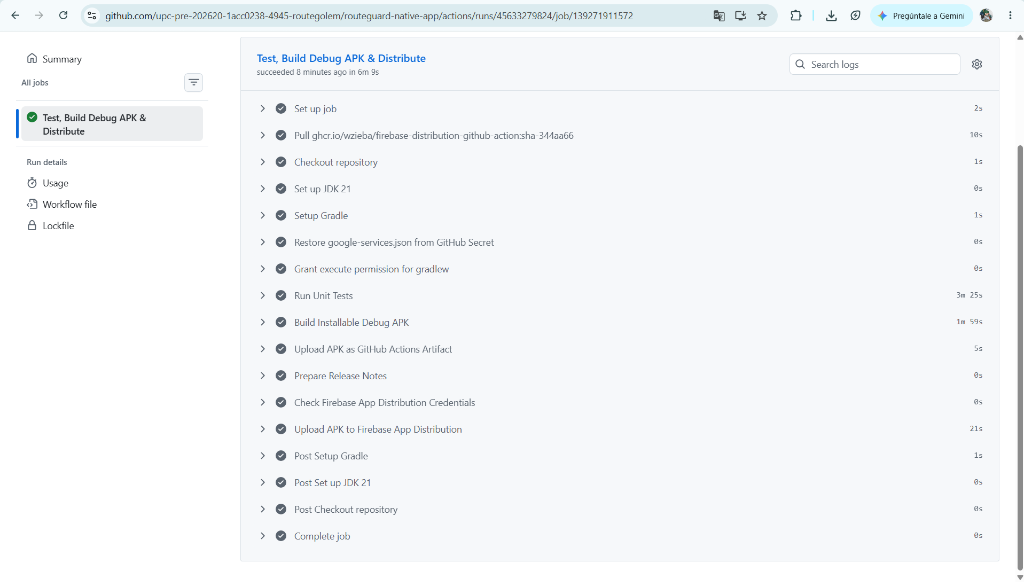 github.com/upc-pre-202620-1acc0238-4945-routegolem/routeguard-native-app/actions/runs/45633279824/job/139271911572
Pregúntale a Gemini
Summary
All jobs
Test, Build Debug APK &
Distribute
Run details
Usage
Workflow file
Lockfile
Test, Build Debug APK & Distribute
succeeded 8 minutes ago in 6m 9s
Search logs
Set up job 2s
Pull ghcr.io/wzieba/firebase-distribution-github-action:sha-344aa66 10s
Checkout repository 1s
Set up JDK 21 0s
Setup Gradle 1s
Restore google-services.json from GitHub Secret 0s
Grant execute permission for gradlew 0s
Run Unit Tests 3m 25s
Build Installable Debug APK 1m 59s
Upload APK as GitHub Actions Artifact 5s
Prepare Release Notes 0s
Check Firebase App Distribution Credentials 0s
Upload APK to Firebase App Distribution 21s
Post Setup Gradle 1s
Post Set up JDK 21 0s
Post Checkout repository 0s
Complete job 0s